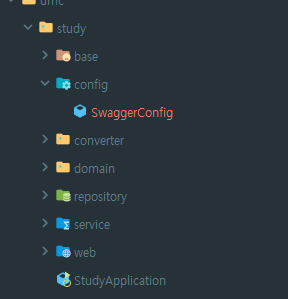 umc
study
base
config
SwaggerConfig
converter
domain
repository
service
web
StudyApplication